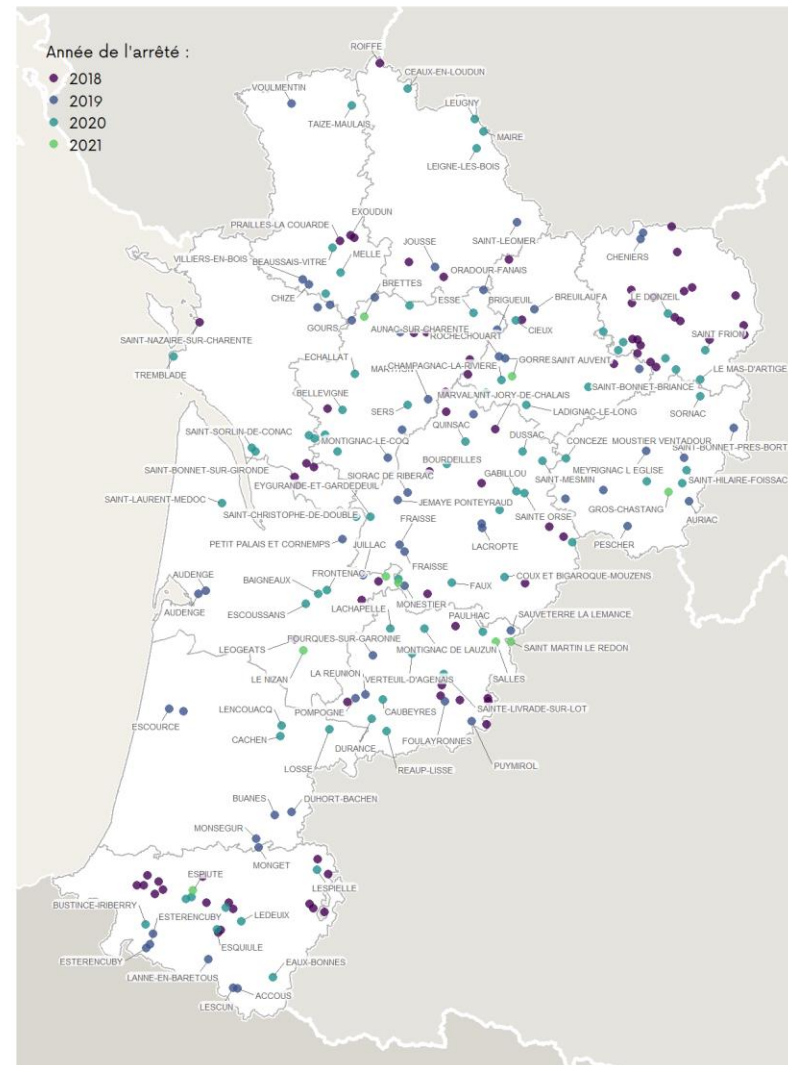 ROIFFE
Année de l'arrêté :
2018
2019
2020
2021
CEAUX-EN-LOUDUN
VOULMENTIN
LEUGNY
TAIZE-MAULAIS
MAIRE
LEIGNE-LES-BOIS
EXOUDUN
PRAILLES-LA COUARDE
SAINT-LEOMER
JOUSSE
MELLE
CHENIERS
VILLIERS-EN-BOIS
BEAUSSAIS-VITRE
ORADOUR-FANAIS
BRETTES
CHIZE
ESSE
BRIGUEUIL
BREUILAUFA
LE DONZEIL
GOURS
AUNAC-SUR-CHARENTE
CIEUX
SAINT FRION
ROCHECHOUART
SAINT-NAZAIRE-SUR-CHARENTE
ECHALLAT
GORRE
SAINT AUVENT
CHAMPAGNAC-LA-RIVIERE
LE MAS-D'ARTIGE
TREMBLADE
SAINT-BONNET-BRIANCE
BELLEVIGNE
SERS
LADIGNAC-LE-LONG
SORNAC
QUINSAC
SAINT-SORLIN-DE-CONAC
MONTIGNAC-LE-COQ
DUSSAC
CONCEZE
MOUSTIER VENTADOUR
BOURDEILLES
SAINT-BONNET-SUR-GIRONDE
SIORAC DE RIBERAC
MEYRIGNAC L EGLISE
GABILLOU
SAINT-MESMIN
SAINT-HILAIRE-FOISSAC
EYGURANDE-ET-GARDEDEUIL
SAINT-LAURENT-MEDOC
JEMAYE PONTEYRAUD
GROS-CHASTANG
SAINT-CHRISTOPHE-DE-DOUBLE
SAINTE ORSE
AURIAC
FRAISSE
PETIT PALAIS ET CORNEMPS
JUILLAC
LACROPTE
PESCHER
FRAISSE
FRONTENAC
AUDENGE
BAIGNEAUX
FAUX
COUX ET BIGAROQUE-MOUZENS
MONESTIER
AUDENGE
ESCOUSSANS
LACHAPELLE
PAULHIAC
SAUVETERRE LA LEMANCE
FOURQUES-SUR-GARONNE
LEOGEATS
MONTIGNAC DE LAUZUN
SAINT MARTIN LE REDON
LA REUNION
LE NIZAN
VERTEUIL-D'AGENAIS
SALLES
POMPOGNE
CAUBEYRES
SAINTE-LIVRADE-SUR-LOT
LENCOUACQ
ESCOURCE
CACHEN
DURANCE
FOULAYRONNES
PUYMIROL
LOSSE
REAUP-LISSE
BUANES
DUHORT-BACHEN
MONSEGUR
MONGET
ESPIUTE
LESPIELLE
BUSTINCE-IRIBERRY
ESTERENCUBY
LEDEUIX
ESQUIULE
ESTERENCUBY
EAUX-BONNES
LANNE-EN-BARETOUS
ACCOUS
LESCUN